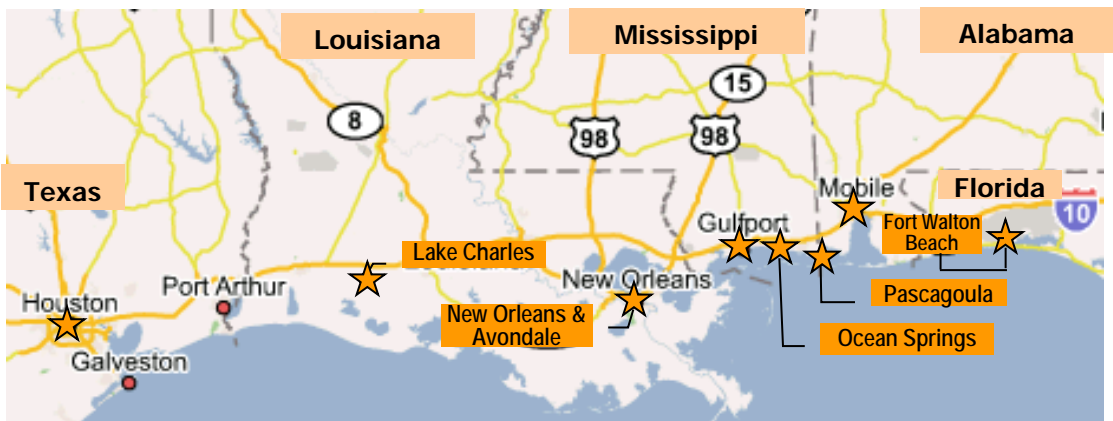 Louisiana
Mississippi
Alabama
15
8
98
98
Texas
Mobile
Florida
10
Gulfport
Fort Walton
Beach
Lake Charles
Port Arthur
New Orleans
Houston
Pascagoula
New Orleans &
Avondale
Ocean Springs
Galveston